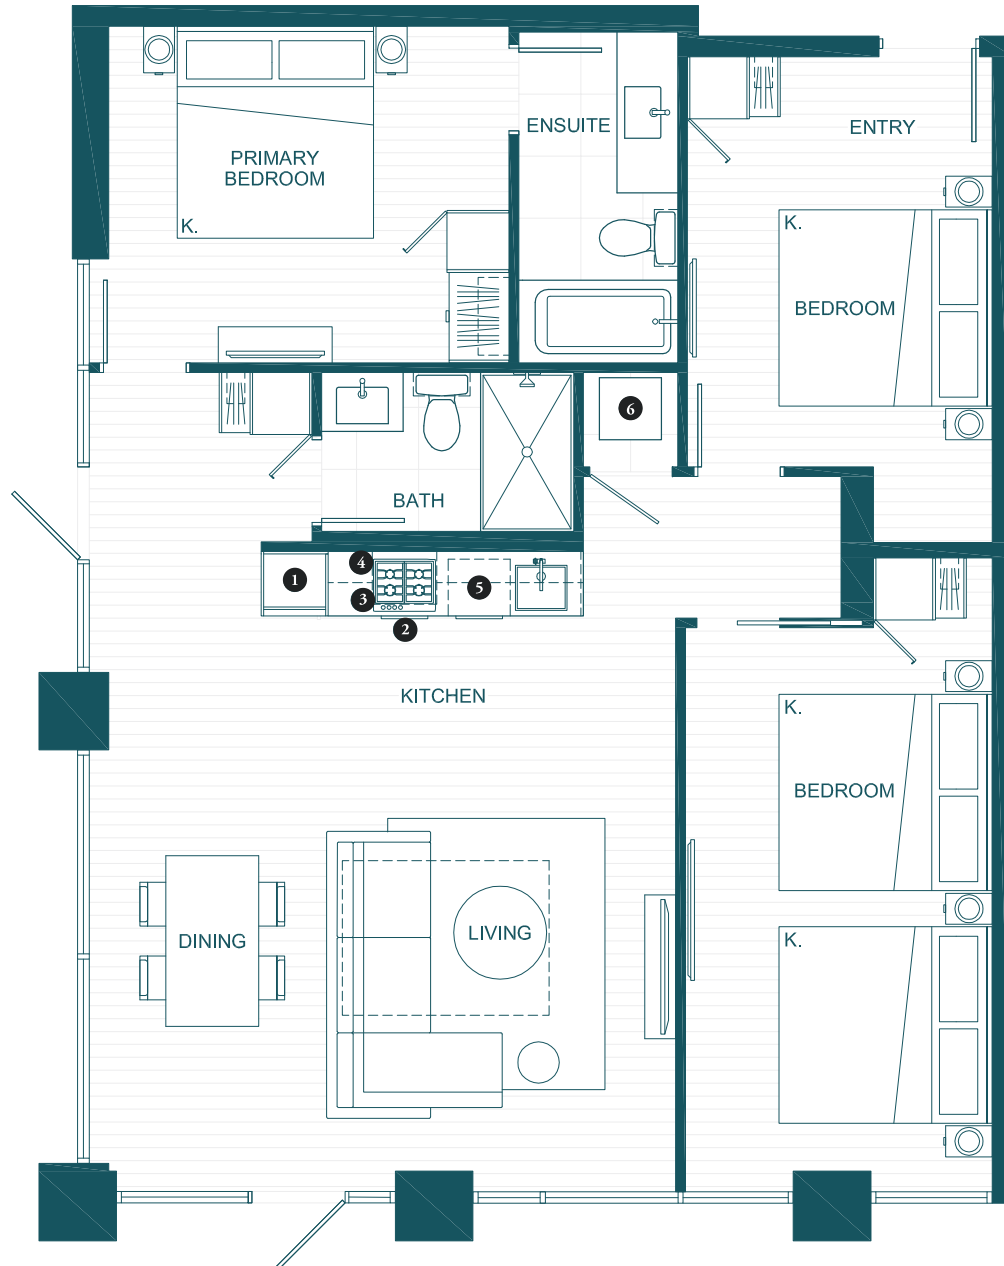 ENSUITE
ENTRY
PRIMARY
BEDROOM
K.
K.
BEDROOM
6
BATH
4
1
5
3
2
KITCHEN
K.
BEDROOM
LIVING
DINING
K.